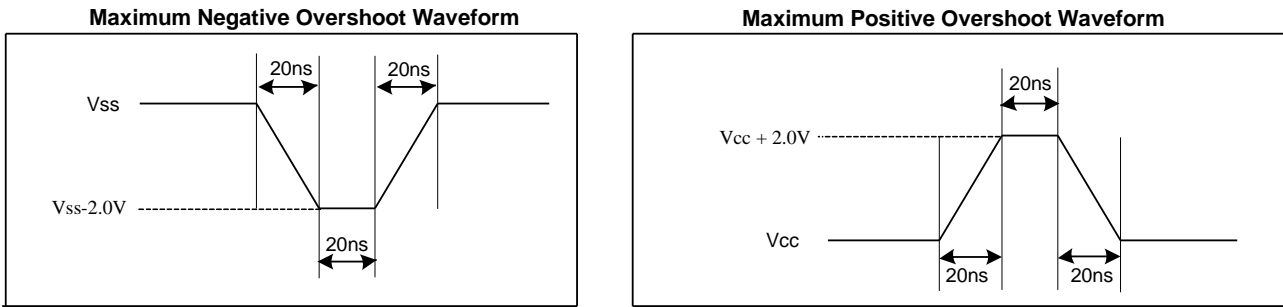 Maximum Negative Overshoot Waveform
20ns
20ns
Vss
Vss-2.0V
20ns
Maximum Positive Overshoot Waveform
20ns
Vcc + 2.0V
Vcc
20ns
20ns